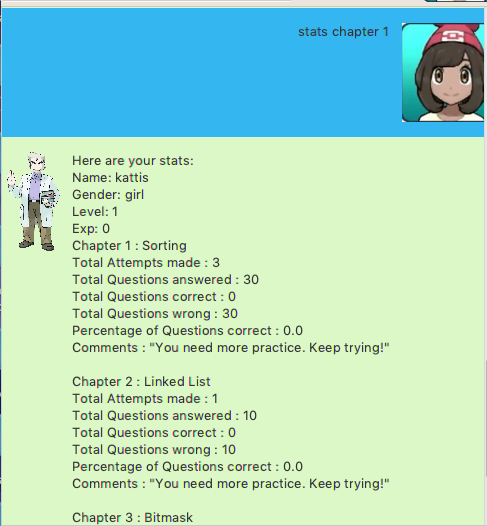 stats chapter 1
Here are your stats:
Name: kattis
Gender: girl
Level: 1
Exp: 0
Chapter 1 : Sorting
Total Attempts made : 3
Total Questions answered : 30
Total Questions correct : 0
Total Questions wrong : 30
Percentage of Questions correct : 0.0
Comments : "You need more practice. Keep trying!"
Chapter 2 : Linked List
Total Attempts made : 1
Total Questions answered : 10
Total Questions correct : 0
Total Questions wrong : 10
Percentage of Questions correct : 0.0
Comments : "You need more practice. Keep trying!"
Chapter 3 : Bitmask